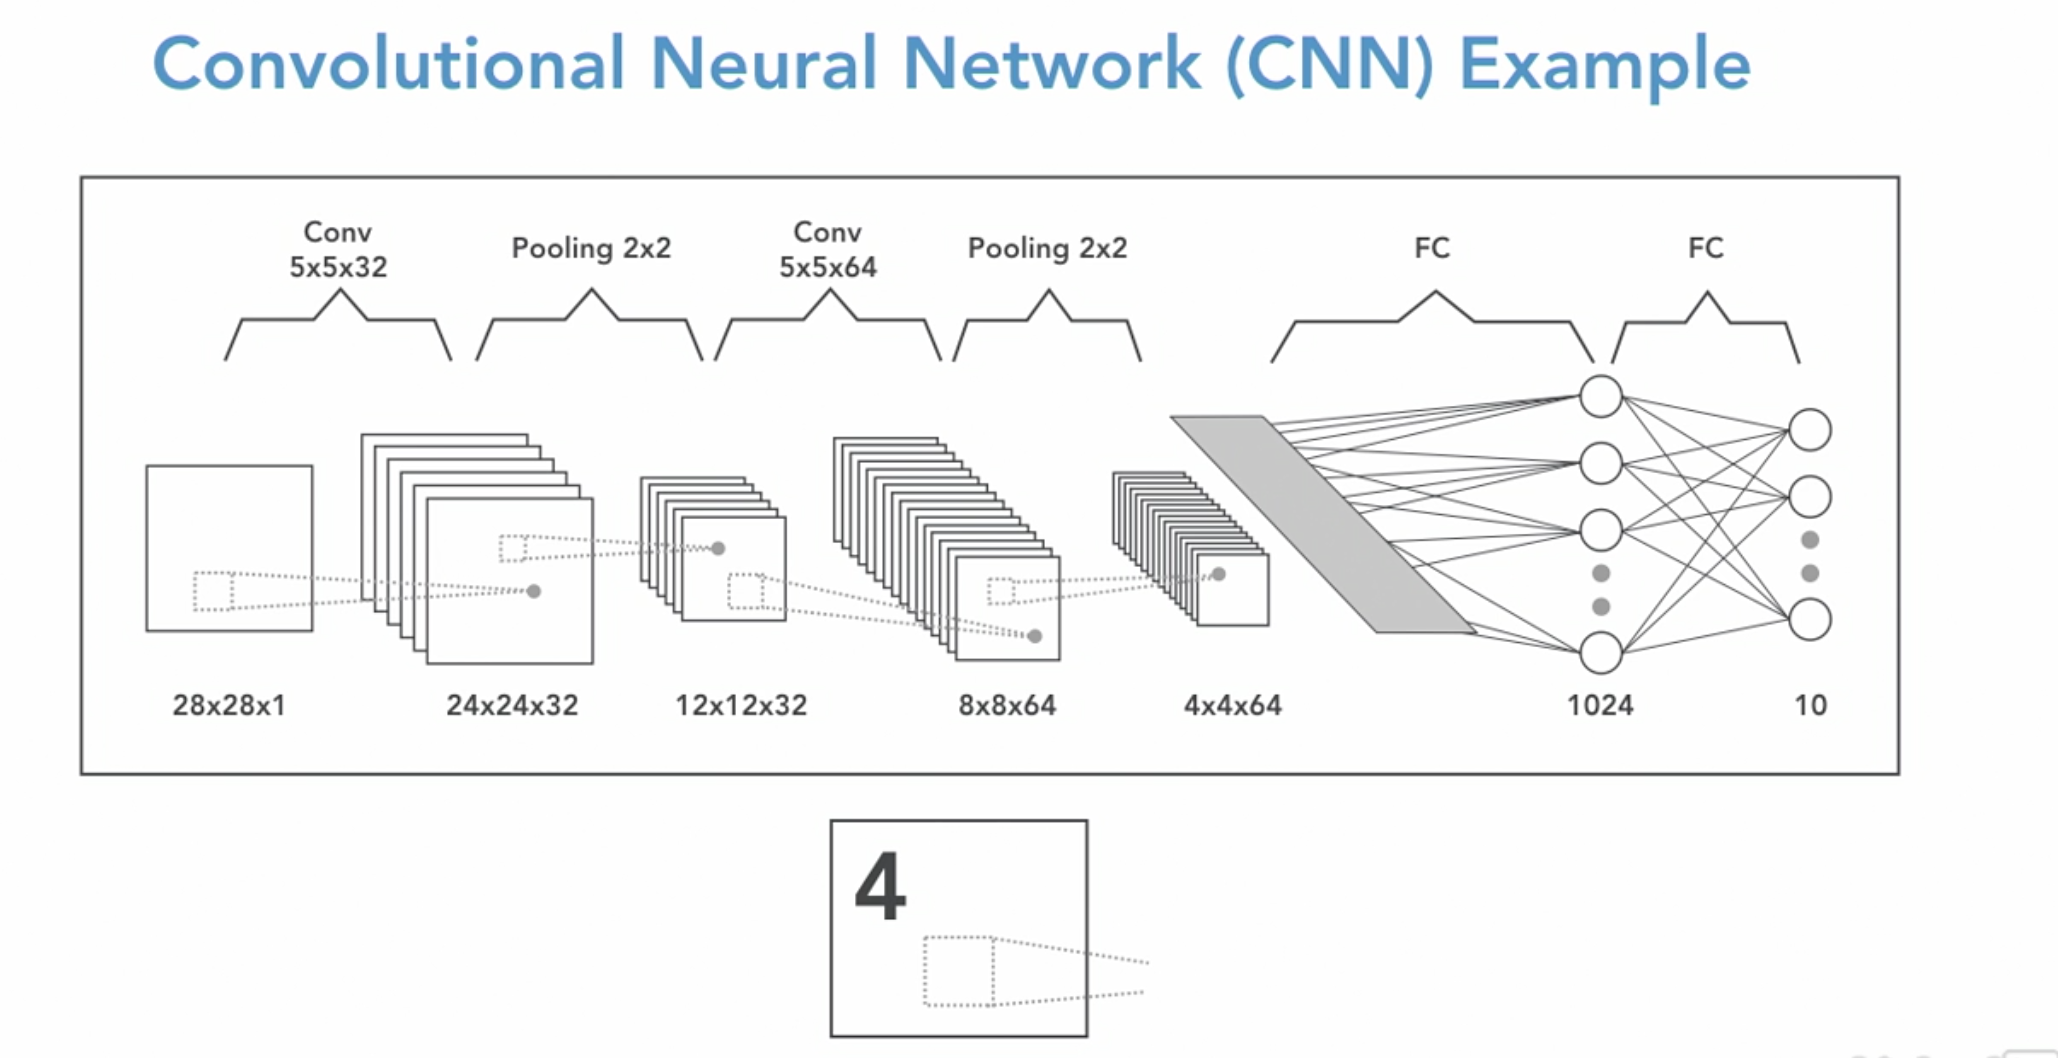 Convolutional Neural Network (CNN) Example
Conv
5x5x32
Pooling 2x2
Conv
5x5x64
Pooling 2x2
FC
FC
28x28x1
24x24x32
12x12x32
8x8x64
4x4x64
1024
10
4